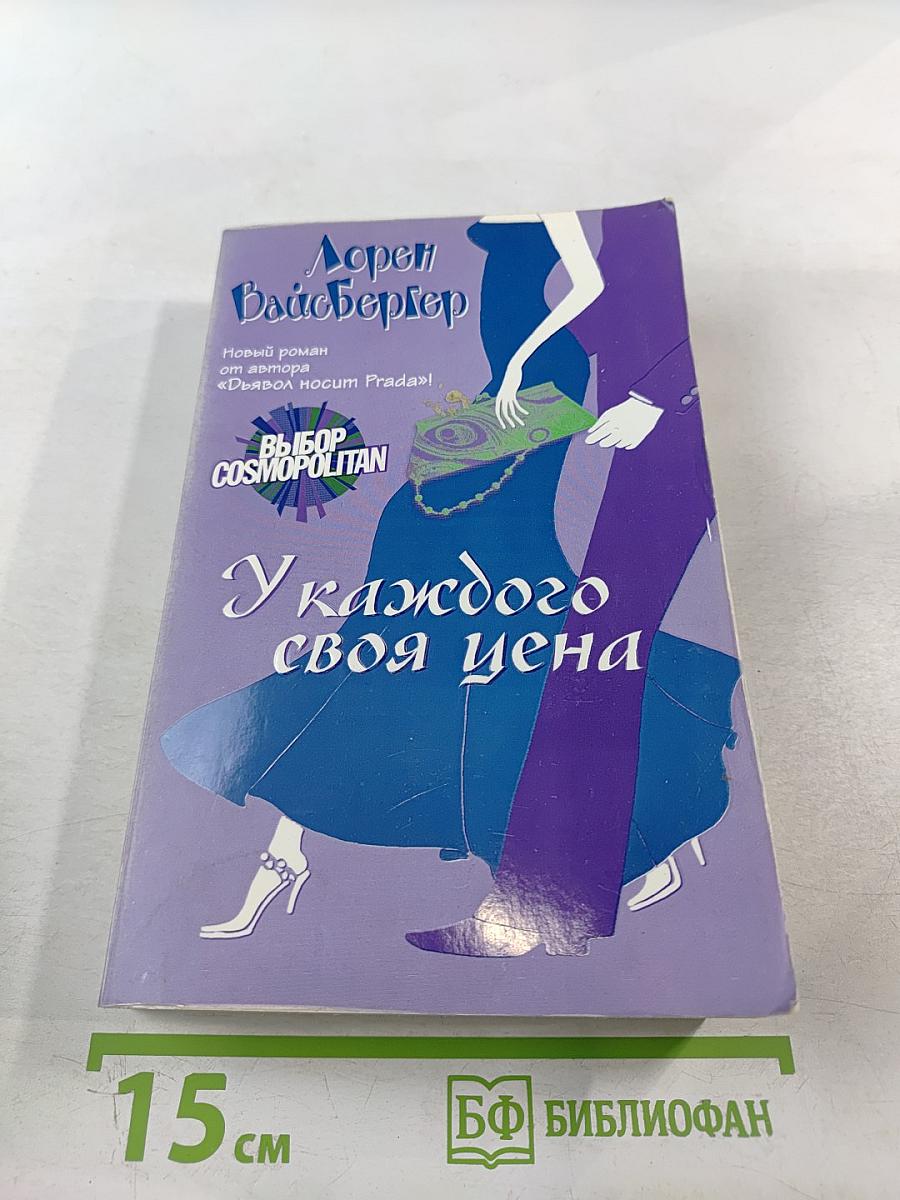 Лорен
Вайсбергер
Новый роман
от автора
«Дьявол носит Prada»!
ВЫБОР
COSMOPOLITAN
У каждого
своя цена
15 см
БФ БИБЛИОФАН